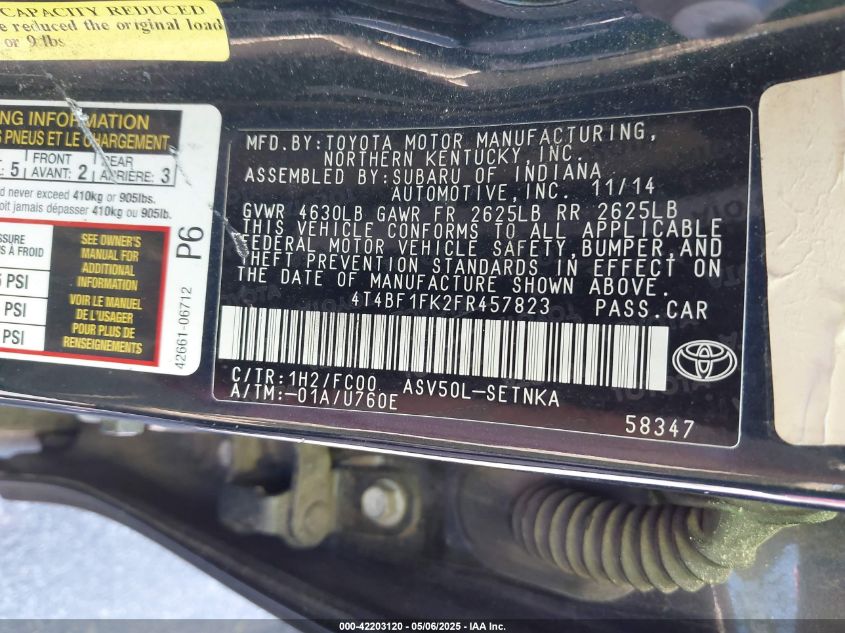 CAPACITY REDUCED
reduced the original load
or 9 lbs
ING INFORMATION
S PNEUS ET LE CHARGEMENT
: 5 FRONT AVANT: 2 REAR ARRIÈRE: 3
d never exceed 410kg or 905lbs.
oit jamais dépasser 410kg ou 905lb.
SSURE
S À FROID
PSI
PSI
PSI
SEE OWNER'S
MANUAL FOR
ADDITIONAL
INFORMATION
VOIR LE MANUEL
DE L'USAGER
POUR PLUS DE
RENSEIGNEMENTS
P6
42661-06712
MFD.BY:TOYOTA MOTOR MANUFACTURING,
NORTHERN KENTUCKY,INC.
ASSEMBLED BY:SUBARU OF INDIANA
AUTOMOTIVE,INC. 11/14
GVWR 4630LB GAWR FR 2625LB RR 2625LB
THIS VEHICLE CONFORMS TO ALL APPLICABLE
FEDERAL MOTOR VEHICLE SAFETY,BUMPER,AND
THEFT PREVENTION STANDARDS IN EFFECT ON
THE DATE OF MANUFACTURE SHOWN ABOVE.
4T4BF1FK2FR457823 PASS.CAR
C/TR:1H2/FC00 ASV50L-SETNKA
A/TM:-01A/U760E
58347
000-42203120 - 05/06/2025 - IAA Inc.